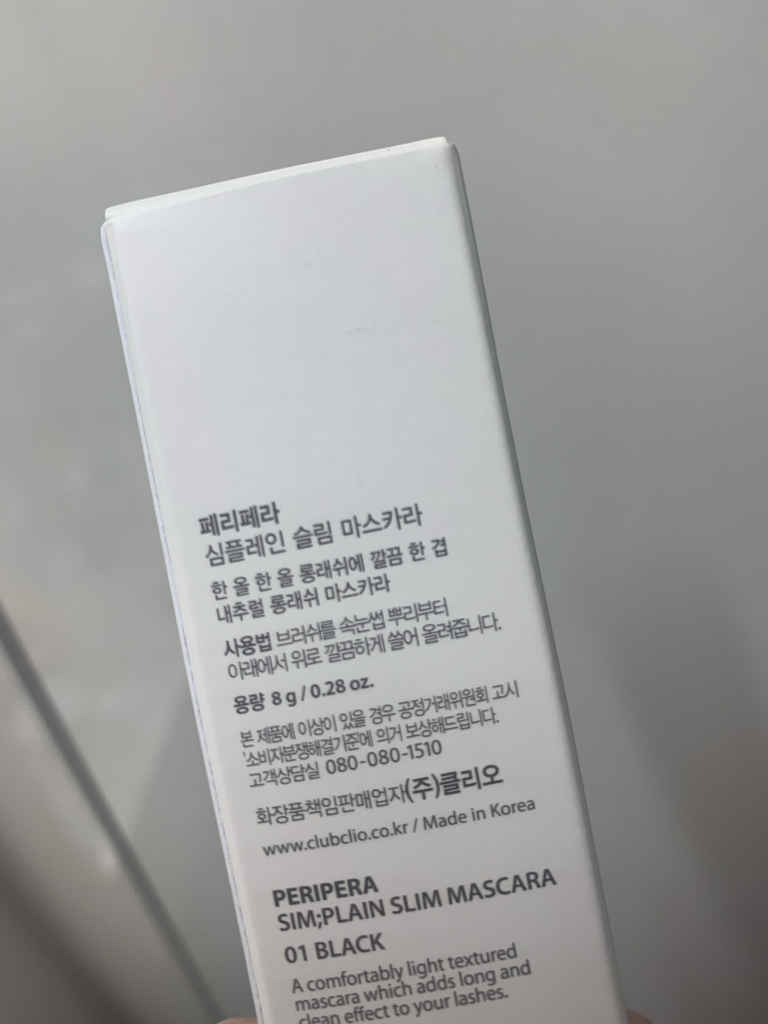 페리페라
심플레인 슬림 마스카라
한 올 한 올 롱래쉬에 깔끔 한 겹
내추럴 롱래쉬 마스카라
사용법 브러쉬를 속눈썹 뿌리부터
아래에서 위로 깔끔하게 쓸어 올려줍니다.
용량 8 g / 0.28 oz.
본 제품에 이상이 있을 경우 공정거래위원회 고시
'소비자분쟁해결기준'에 의거 보상해드립니다.
고객상담실 080-080-1510
화장품책임판매업자(주)클리오
www.clubclio.co.kr / Made in Korea
PERIPERA
SIM;PLAIN SLIM MASCARA
01 BLACK
A comfortably light textured
mascara which adds long and
clean effect to your lashes.